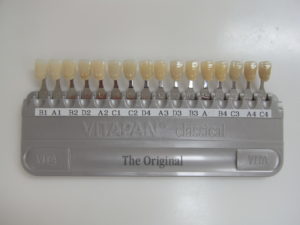 B1 A1 B2 D2 A2 C1 C2 D4 A3 D3 B3 A B4 C3 A4 C4
VITAPAN® classical
VITA The Original VITA